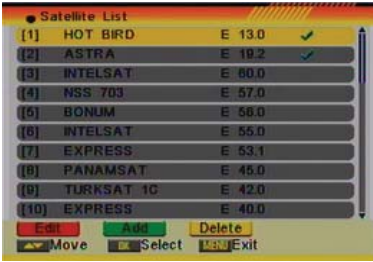 Satellite List
[1] HOT BIRD E 13.0
[2] ASTRA E 19.2
[3] INTELSAT E 60.0
[4] NSS 703 E 57.0
[5] BONUM E 56.0
[6] INTELSAT E 55.0
[7] EXPRESS E 53.1
[8] PANAMSAT E 45.0
[9] TURKSAT 1C E 42.0
[10] EXPRESS E 40.0
Edit Add Delete
Move OK Select MENU Exit